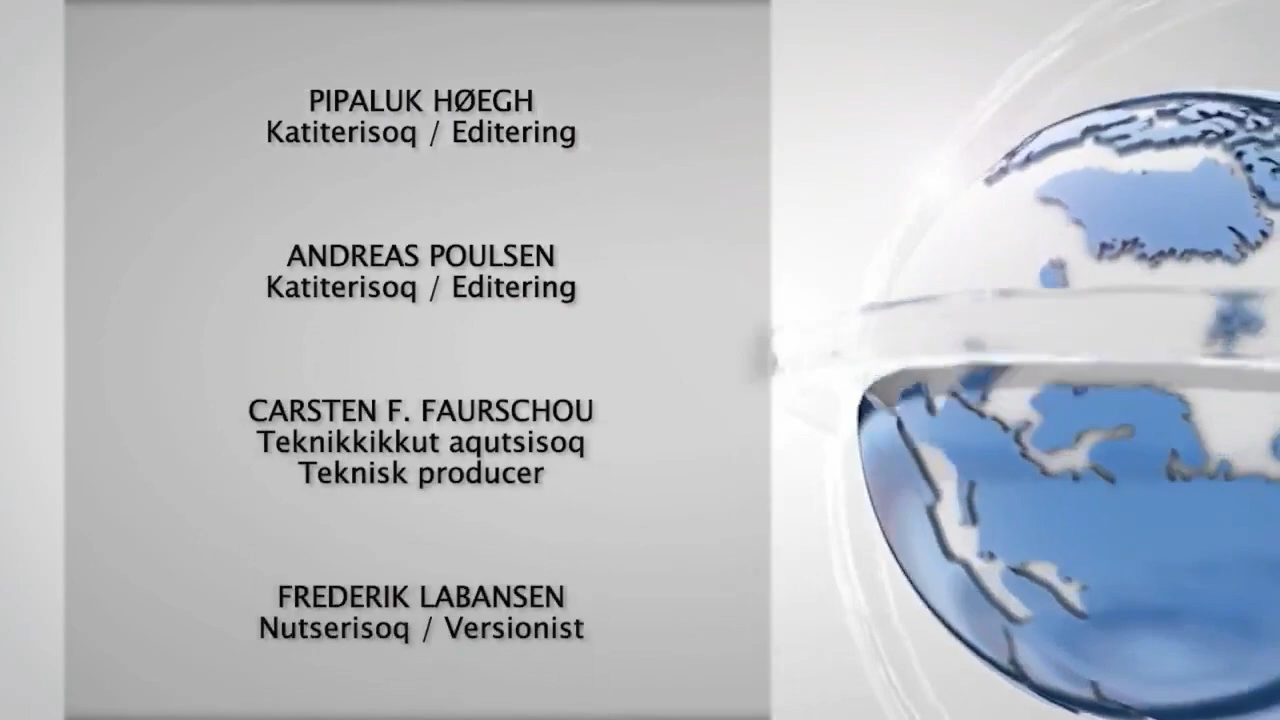 PIPALUK HØEGH
Katiterisoq / Editering
ANDREAS POULSEN
Katiterisoq / Editering
CARSTEN F. FAURSCHOU
Teknikkikkut aqutsisoq
Teknisk producer
FREDERIK LABANSEN
Nutserisoq / Versionist